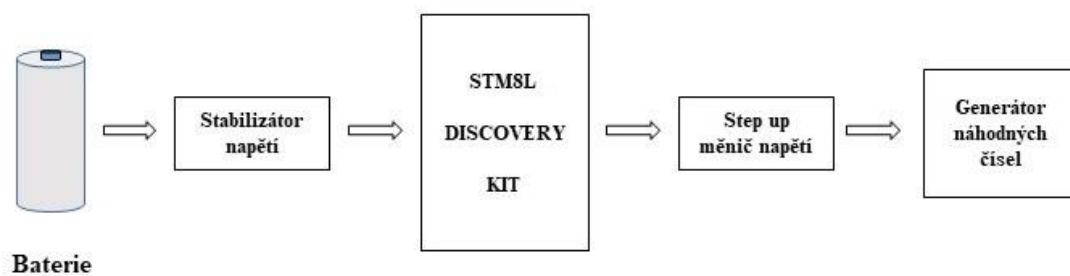 Baterie
Stabilizátor
napětí
STM8L
DISCOVERY
KIT
Step up
měnič napětí
Generátor
náhodných
čísel